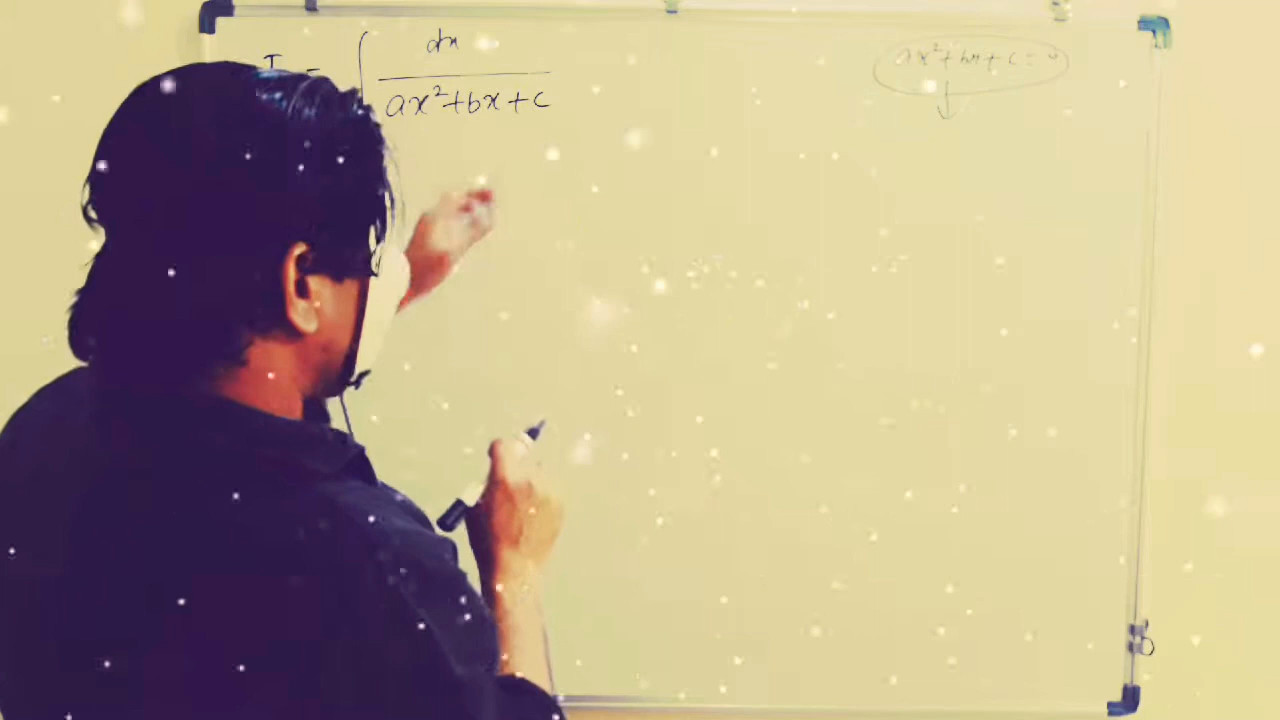 I = ∫ dx
ax²+bx+c
ax²+bx+c=0